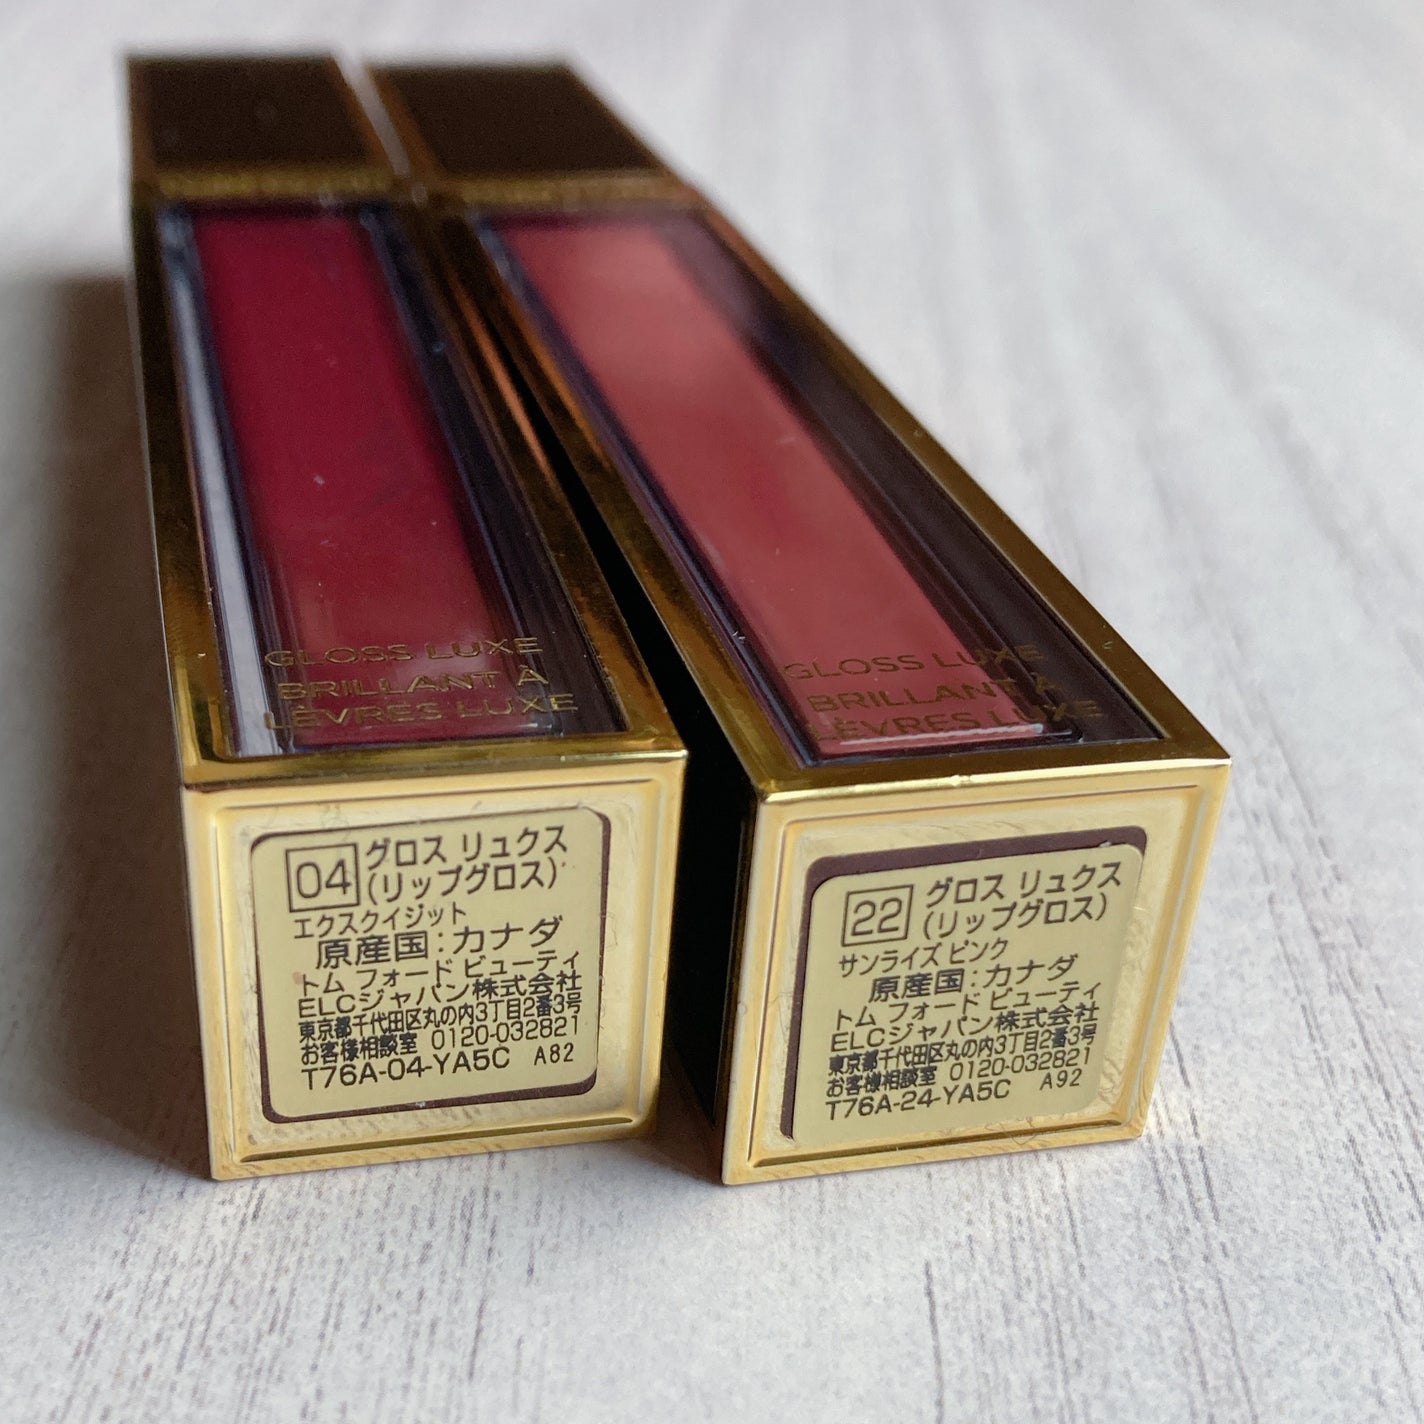 GLOSS LUXE
BRILLANT À
LÈVRES LUXE
04 グロス リュクス
(リップグロス)
エクスクイジット
原産国:カナダ
トム フォード ビューティ
ELCジャパン株式会社
東京都千代田区丸の内3丁目2番3号
お客様相談室 0120-032821
T76A-04-YA5C A82
GLOSS LUXE
BRILLANT À
LÈVRES LUXE
22 グロス リュクス
(リップグロス)
サンライズ ピンク
原産国:カナダ
トム フォード ビューティ
ELCジャパン株式会社
東京都千代田区丸の内3丁目2番3号
お客様相談室 0120-032821
T76A-24-YA5C A92